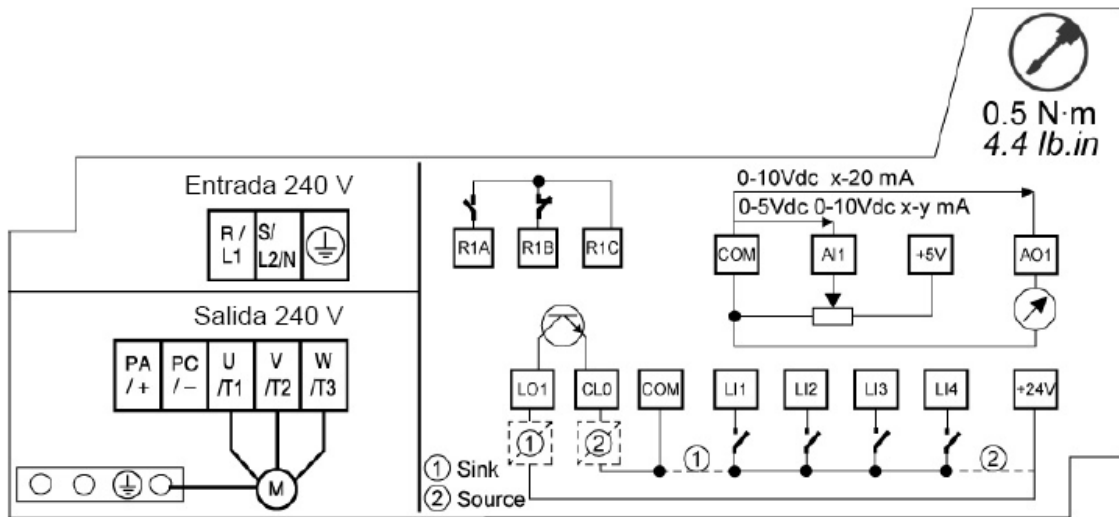 0.5 N·m
4.4 lb.in
Entrada 240 V
R / L1
S/ L2/N
Salida 240 V
PA / +
PC / –
U /T1
V /T2
W /T3
M
R1A
R1B
R1C
0-10Vdc x-20 mA
0-5Vdc 0-10Vdc x-y mA
COM
AI1
+5V
AO1
LO1
CL0
COM
LI1
LI2
LI3
LI4
+24V
1
2
1
2
① Sink
② Source